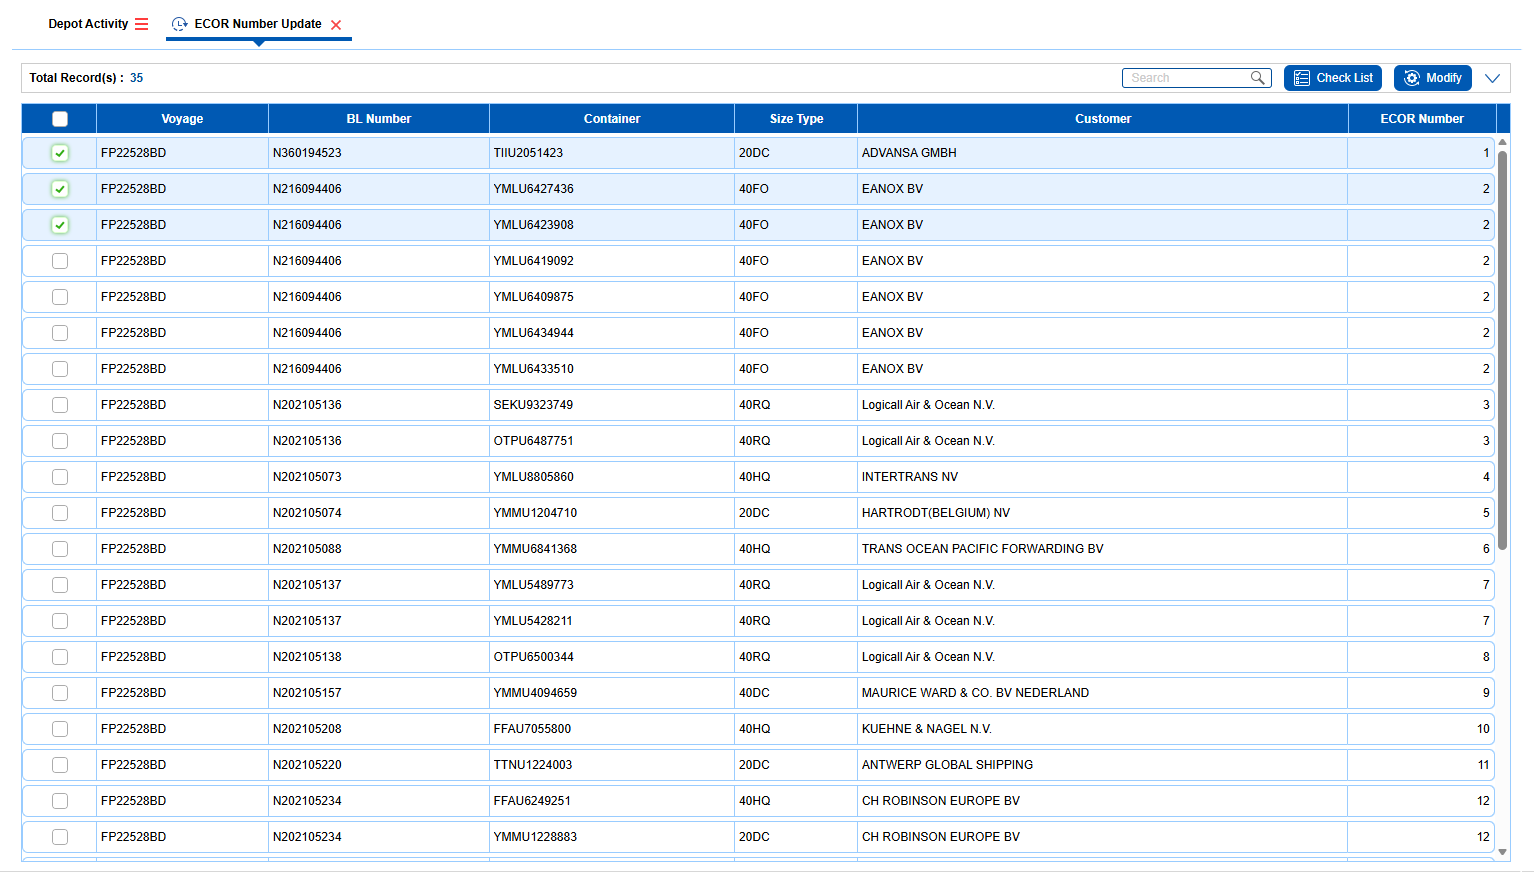 Depot Activity ECOR Number Update
Total Record(s) : 35 Search Check List Modify
Voyage BL Number Container Size Type Customer ECOR Number
FP22528BD N360194523 TIIU2051423 20DC ADVANSA GMBH 1
FP22528BD N216094406 YMLU6427436 40FO EANOX BV 2
FP22528BD N216094406 YMLU6423908 40FO EANOX BV 2
FP22528BD N216094406 YMLU6419092 40FO EANOX BV 2
FP22528BD N216094406 YMLU6409875 40FO EANOX BV 2
FP22528BD N216094406 YMLU6434944 40FO EANOX BV 2
FP22528BD N216094406 YMLU6433510 40FO EANOX BV 2
FP22528BD N202105136 SEKU9323749 40RQ Logicall Air & Ocean N.V. 3
FP22528BD N202105136 OTPU6487751 40RQ Logicall Air & Ocean N.V. 3
FP22528BD N202105073 YMLU8805860 40HQ INTERTRANS NV 4
FP22528BD N202105074 YMMU1204710 20DC HARTRODT(BELGIUM) NV 5
FP22528BD N202105088 YMMU6841368 40HQ TRANS OCEAN PACIFIC FORWARDING BV 6
FP22528BD N202105137 YMLU5489773 40RQ Logicall Air & Ocean N.V. 7
FP22528BD N202105137 YMLU5428211 40RQ Logicall Air & Ocean N.V. 7
FP22528BD N202105138 OTPU6500344 40RQ Logicall Air & Ocean N.V. 8
FP22528BD N202105157 YMMU4094659 40DC MAURICE WARD & CO. BV NEDERLAND 9
FP22528BD N202105208 FFAU7055800 40HQ KUEHNE & NAGEL N.V. 10
FP22528BD N202105220 TTNU1224003 20DC ANTWERP GLOBAL SHIPPING 11
FP22528BD N202105234 FFAU6249251 40HQ CH ROBINSON EUROPE BV 12
FP22528BD N202105234 YMMU1228883 20DC CH ROBINSON EUROPE BV 12